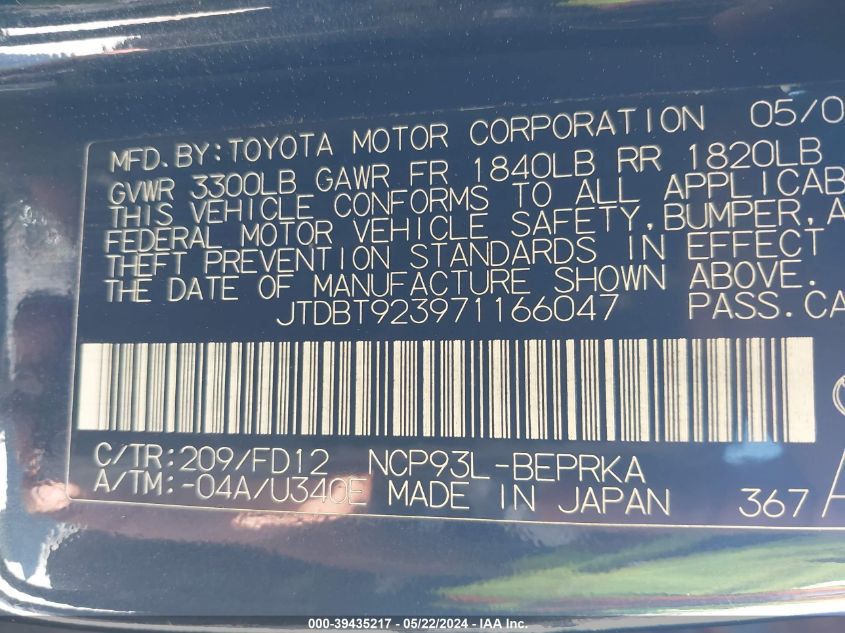 MFD. BY: TOYOTA MOTOR CORPORATION 05/0
GVWR 3300LB GAWR FR 1840LB RR 1820LB
THIS VEHICLE CONFORMS TO ALL APPLICAB
FEDERAL MOTOR VEHICLE SAFETY, BUMPER, A
THEFT PREVENTION STANDARDS IN EFFECT
THE DATE OF MANUFACTURE SHOWN ABOVE.
JTDBT923971166047 PASS. CA
C/TR: 209/FD12 NCP93L-BEPRKA
A/TM: -04A/U340E MADE IN JAPAN 367
000-39435217 - 05/22/2024 - IAA Inc.